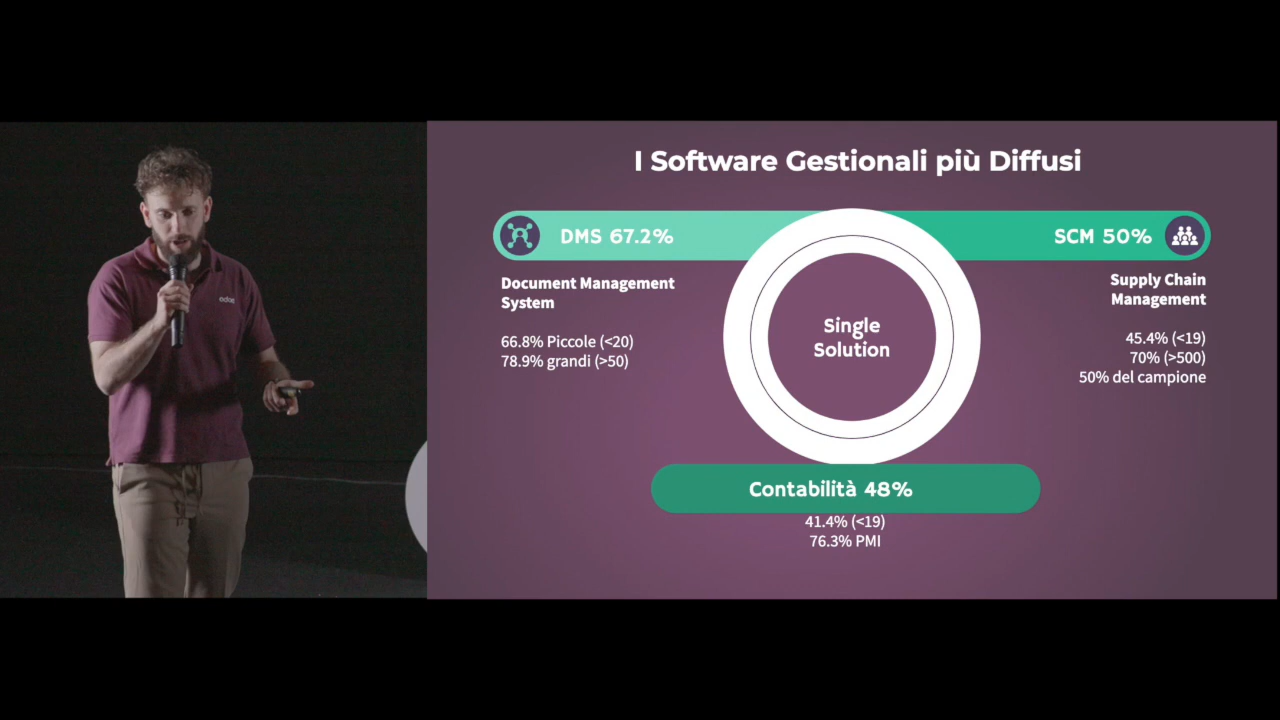 I Software Gestionali più Diffusi
DMS 67.2%
SCM 50%
Document Management
System
66.8% Piccole (<20)
78.9% grandi (>50)
Single
Solution
Supply Chain
Management
45.4% (<19)
70% (>500)
50% del campione
Contabilità 48%
41.4% (<19)
76.3% PMI
odoo